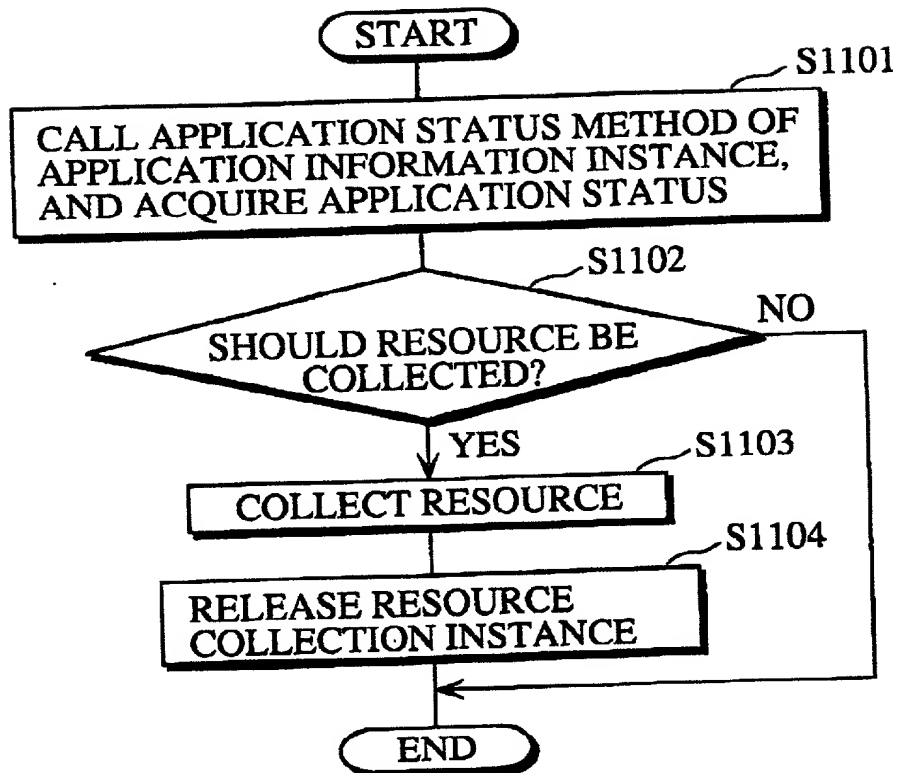 START
S1101
CALL APPLICATION STATUS METHOD OF
APPLICATION INFORMATION INSTANCE,
AND ACQUIRE APPLICATION STATUS
S1102
NO
SHOULD RESOURCE BE
COLLECTED?
YES
S1103
COLLECT RESOURCE
S1104
RELEASE RESOURCE
COLLECTION INSTANCE
END